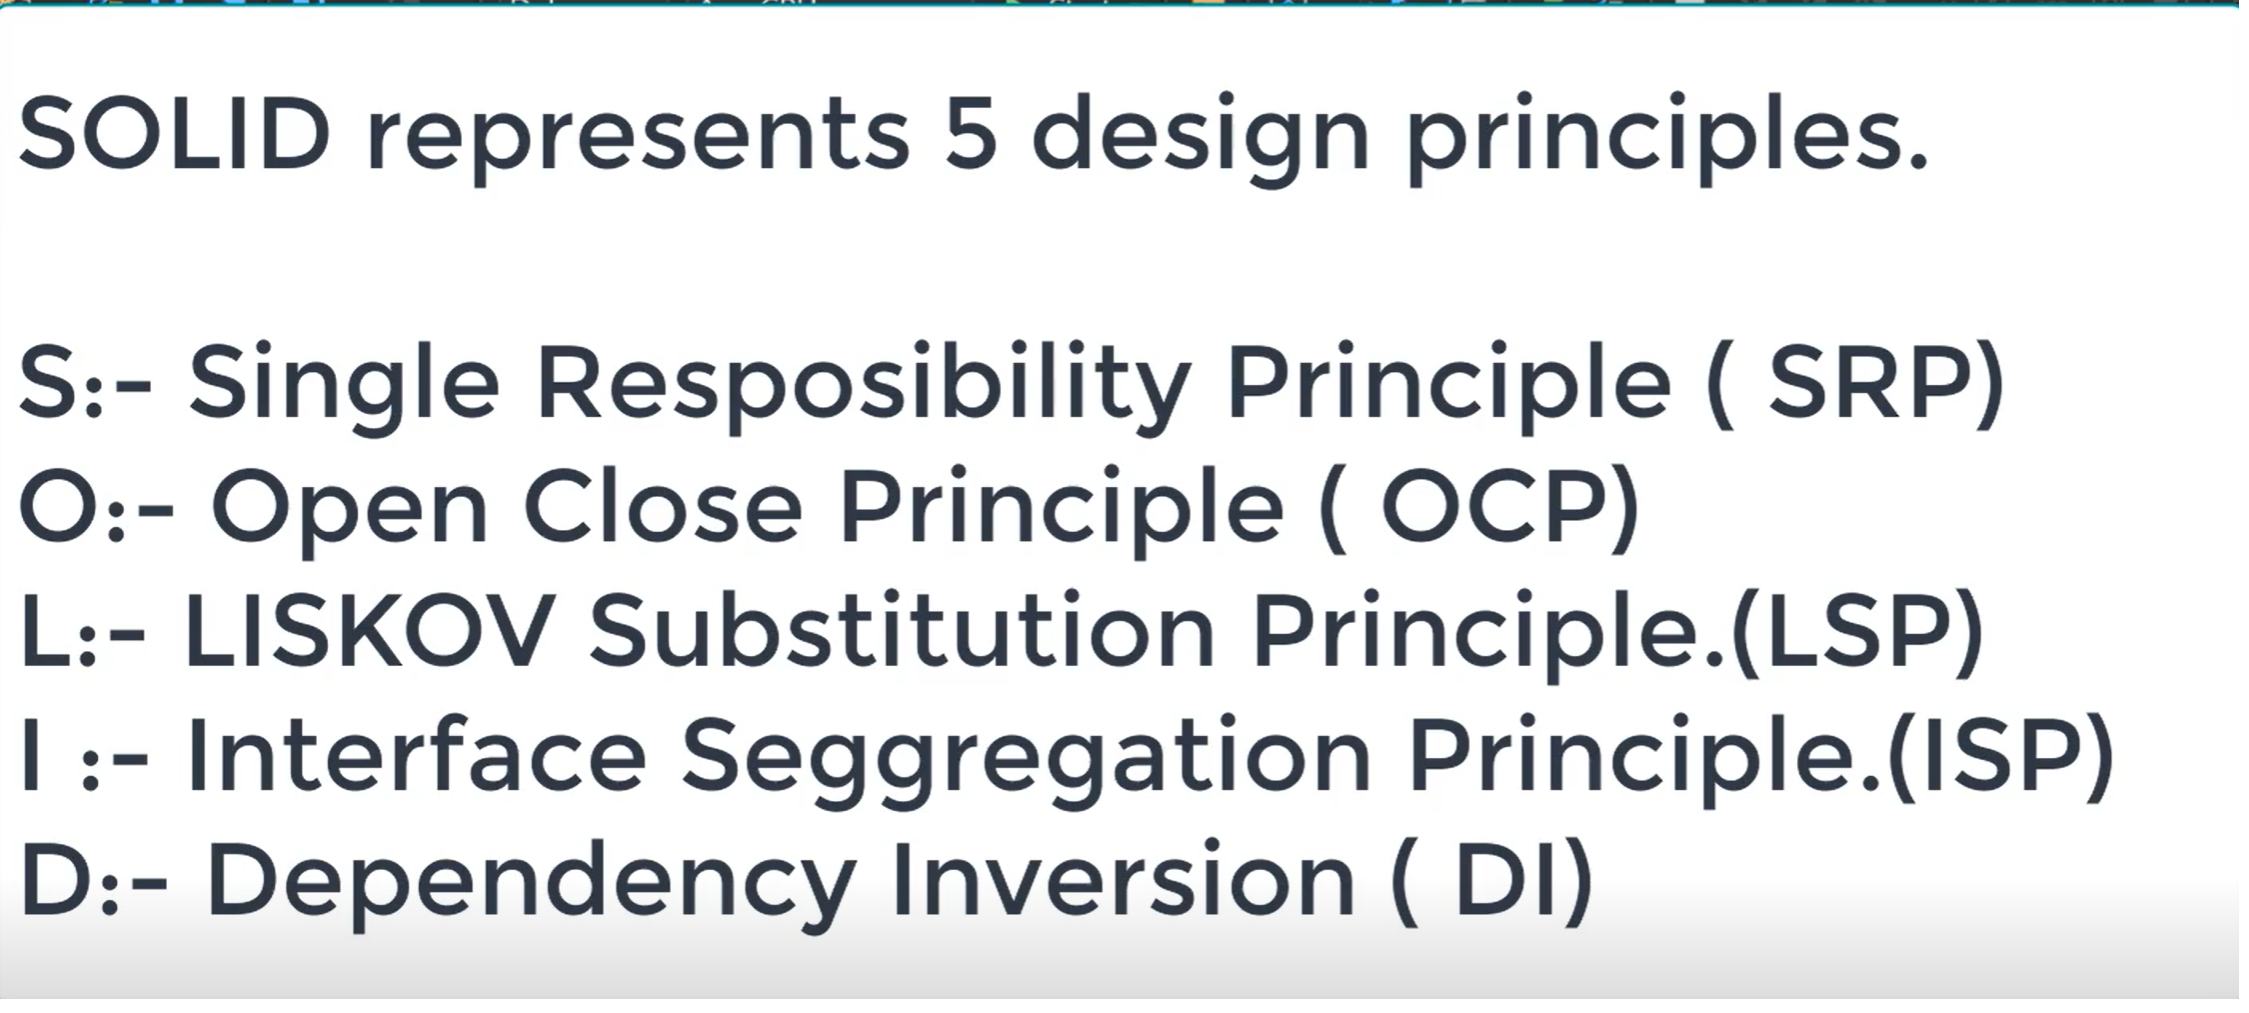 SOLID represents 5 design principles.
S:- Single Resposibility Principle ( SRP)
O:- Open Close Principle ( OCP)
L:- LISKOV Substitution Principle.(LSP)
I :- Interface Seggregation Principle.(ISP)
D:- Dependency Inversion ( DI)